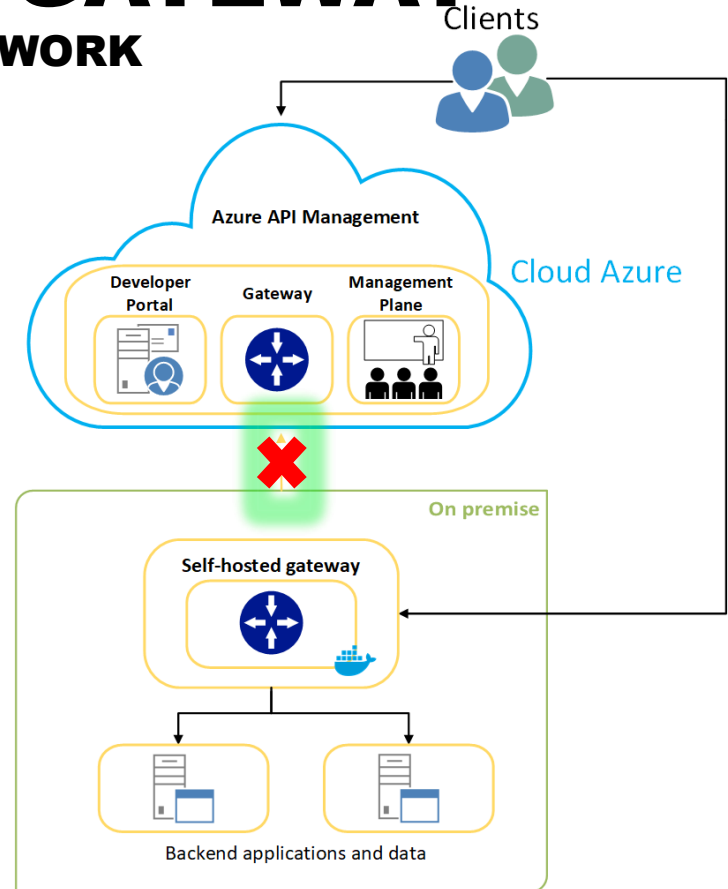 GATEWAY
WORK
Clients
Azure API Management
Cloud Azure
Developer
Portal
Gateway
Management
Plane
On premise
Self-hosted gateway
Backend applications and data